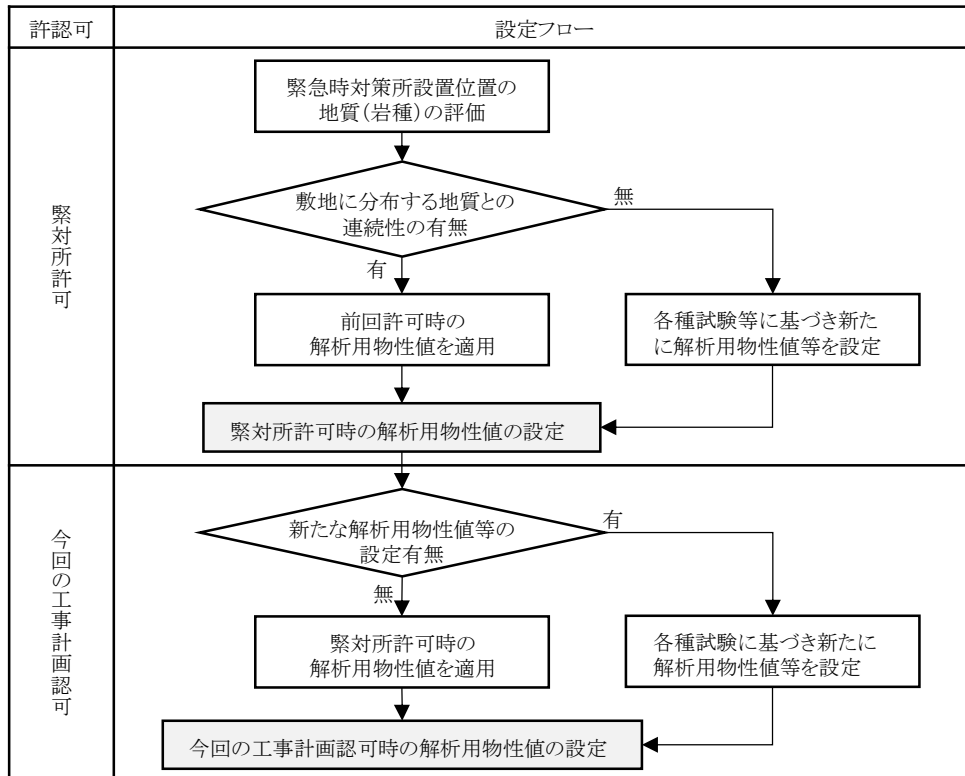 許認可
設定フロー
緊対所許可
緊急時対策所設置位置の
地質（岩種）の評価
敷地に分布する地質との
連続性の有無
無
有
前回許可時の
解析用物性値を適用
各種試験等に基づき新た
に解析用物性値等を設定
緊対所許可時の解析用物性値の設定
今回の工事計画認可
新たな解析用物性値等の
設定有無
有
無
緊対所許可時の
解析用物性値を適用
各種試験に基づき新たに
解析用物性値等を設定
今回の工事計画認可時の解析用物性値の設定